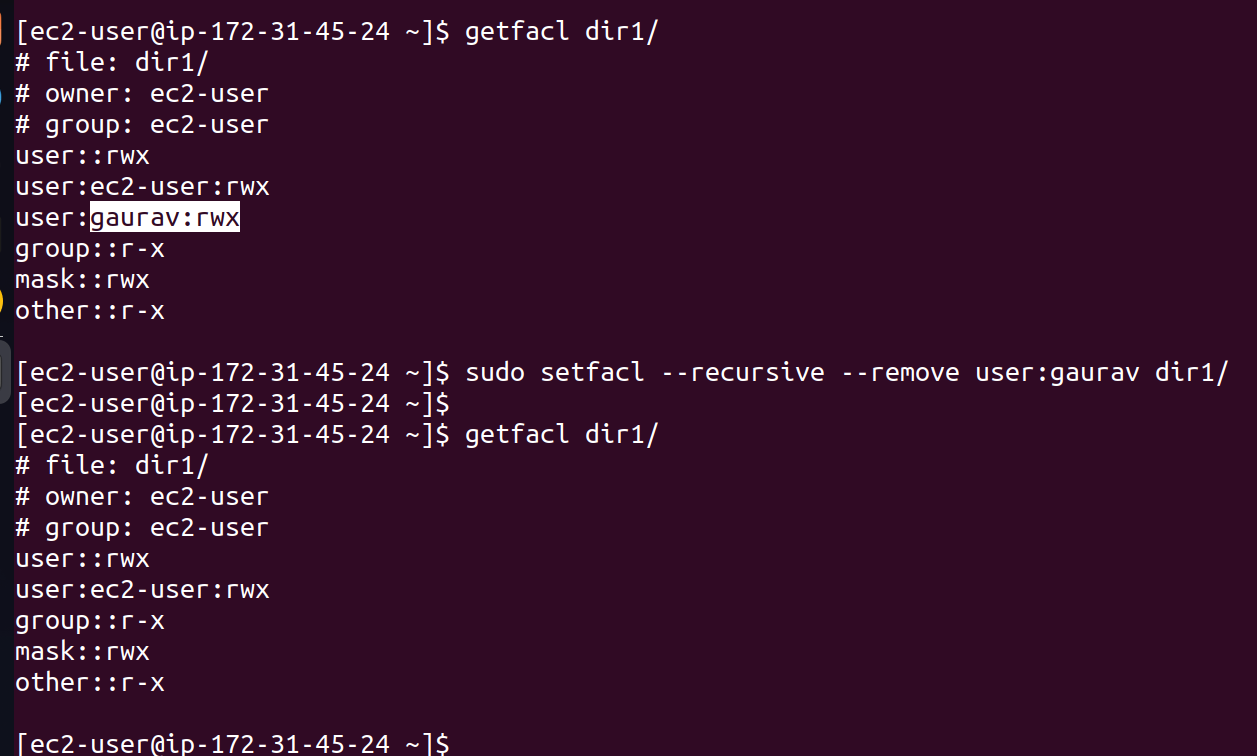 [ec2-user@ip-172-31-45-24 ~]$ getfacl dir1/
# file: dir1/
# owner: ec2-user
# group: ec2-user
user::rwx
user:ec2-user:rwx
user:gaurav:rwx
group::r-x
mask::rwx
other::r-x
[ec2-user@ip-172-31-45-24 ~]$ sudo setfacl --recursive --remove user:gaurav dir1/
[ec2-user@ip-172-31-45-24 ~]$
[ec2-user@ip-172-31-45-24 ~]$ getfacl dir1/
# file: dir1/
# owner: ec2-user
# group: ec2-user
user::rwx
user:ec2-user:rwx
group::r-x
mask::rwx
other::r-x
[ec2-user@ip-172-31-45-24 ~]$